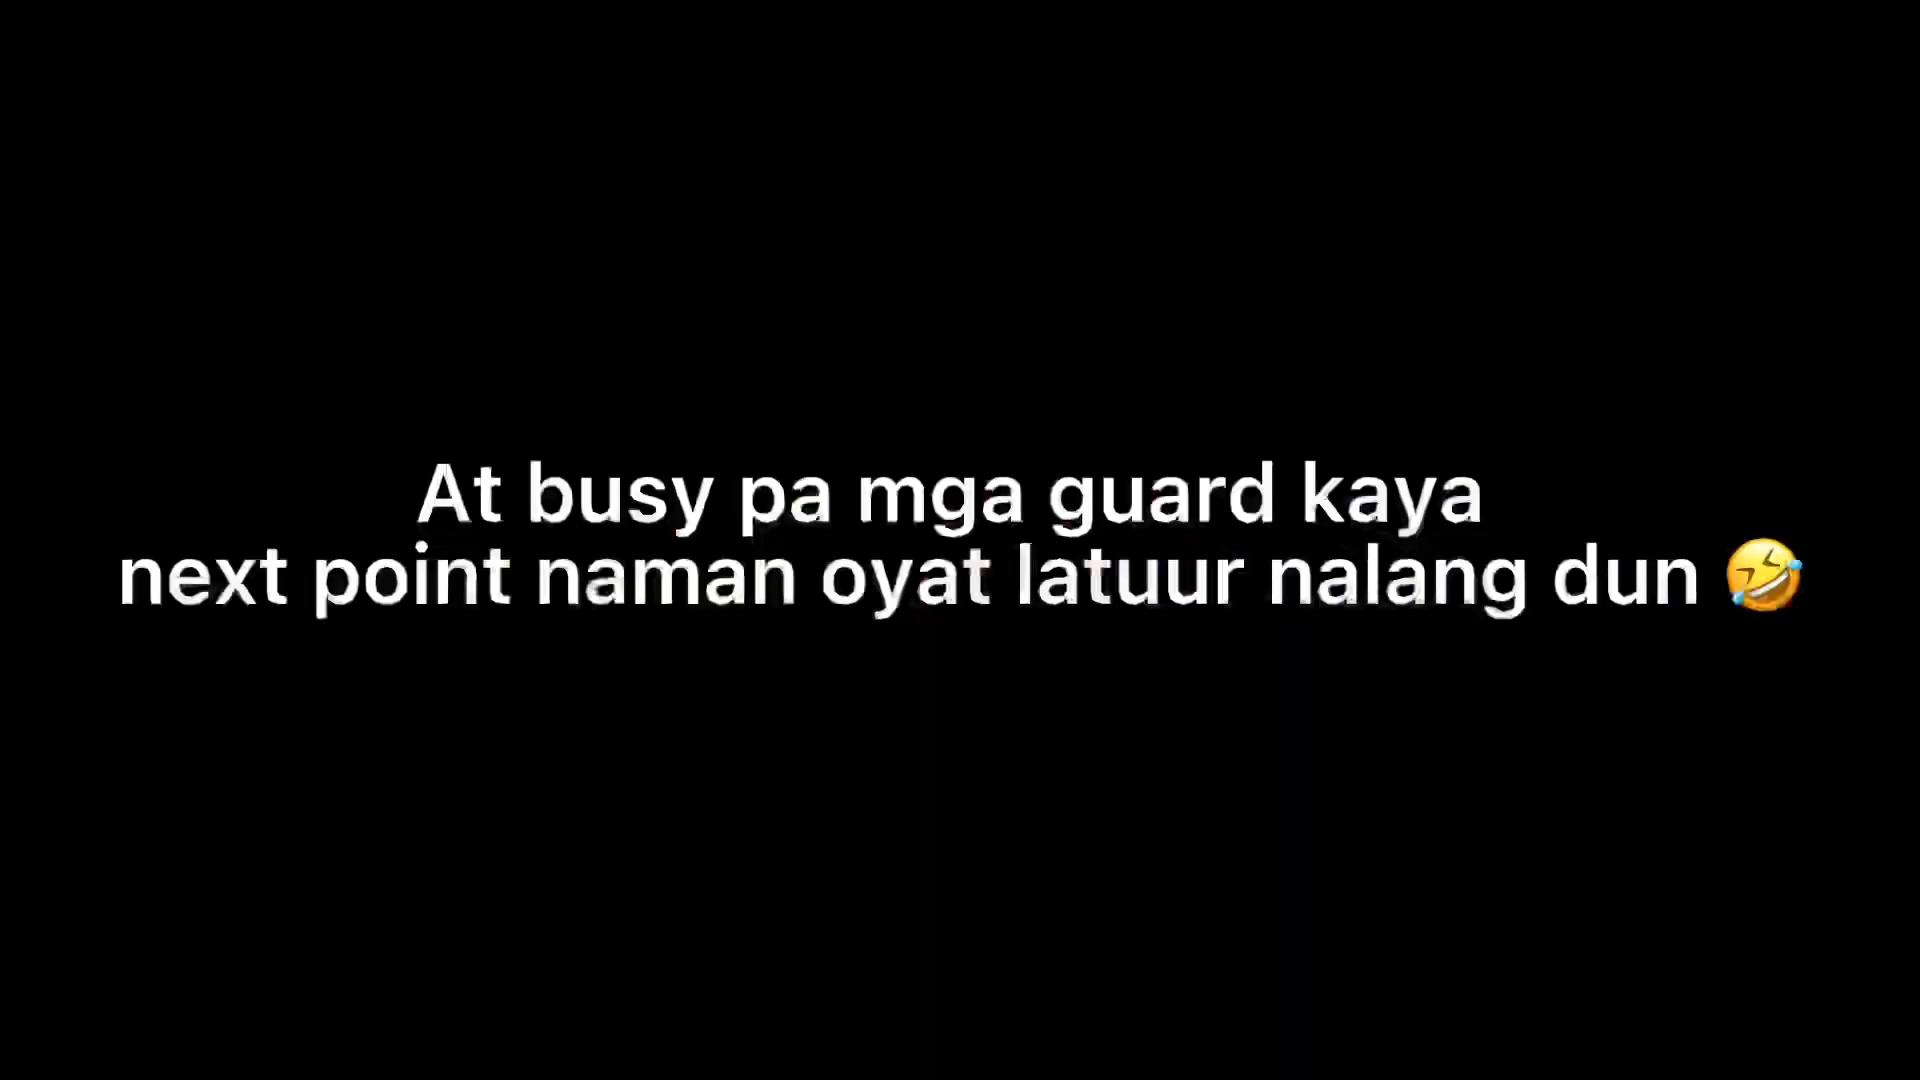 At busy pa mga guard kaya
next point naman oyat latuur nalang dun 🤣